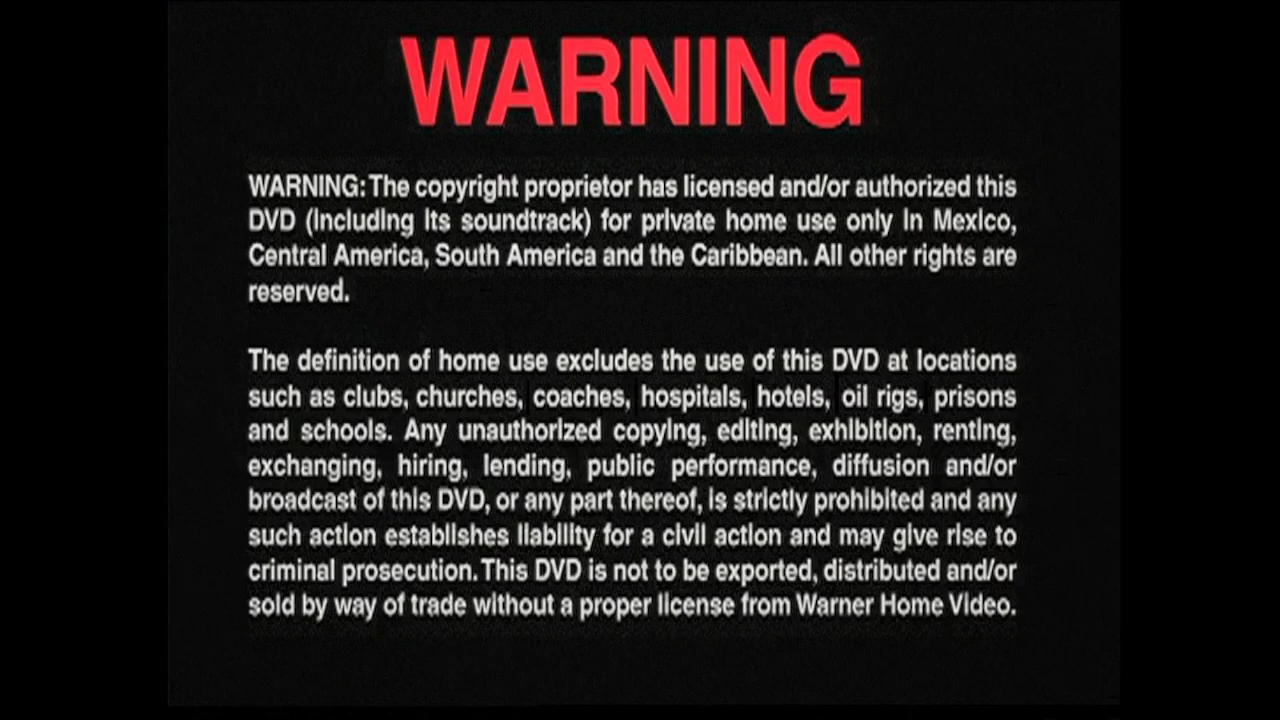 WARNING
WARNING: The copyright proprietor has licensed and/or authorized this
DVD (including its soundtrack) for private home use only in Mexico,
Central America, South America and the Caribbean. All other rights are
reserved.
The definition of home use excludes the use of this DVD at locations
such as clubs, churches, coaches, hospitals, hotels, oil rigs, prisons
and schools. Any unauthorized copying, editing, exhibition, renting,
exchanging, hiring, lending, public performance, diffusion and/or
broadcast of this DVD, or any part thereof, is strictly prohibited and any
such action establishes liability for a civil action and may give rise to
criminal prosecution. This DVD is not to be exported, distributed and/or
sold by way of trade without a proper license from Warner Home Video.